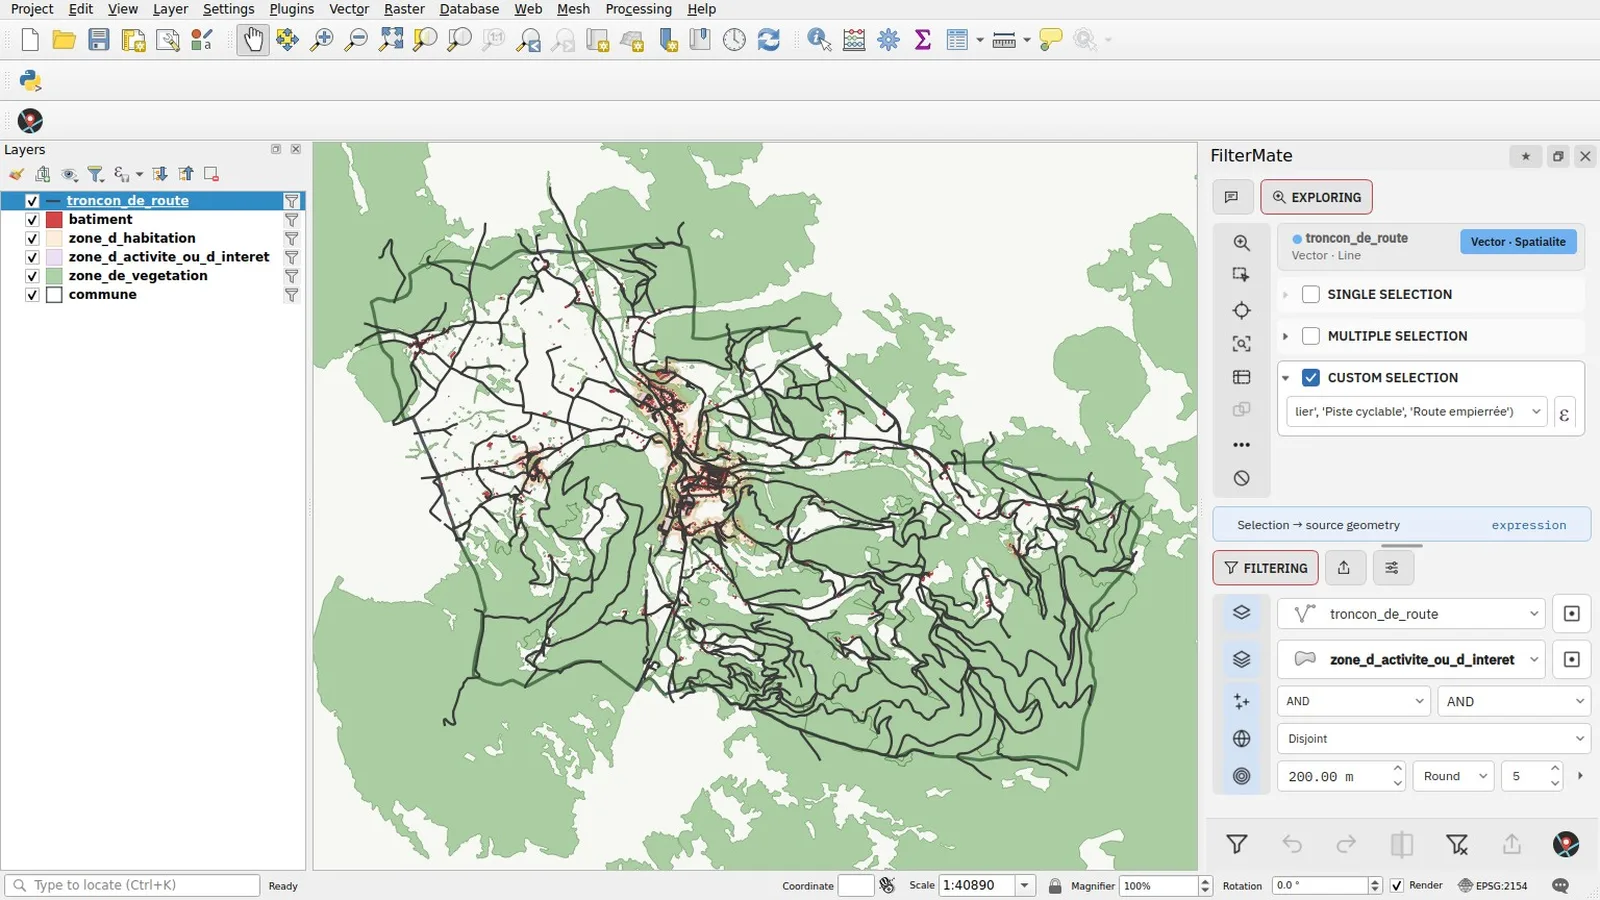 Project Edit View Layer Settings Plugins Vector Raster Database Web Mesh Processing Help
Layers
troncon_de_route
batiment
zone_d_habitation
zone_d_activite_ou_d_interet
zone_de_vegetation
commune
FilterMate
EXPLORING
troncon_de_route
Vector · Line
Vector · Spatialite
SINGLE SELECTION
MULTIPLE SELECTION
CUSTOM SELECTION
lier', 'Piste cyclable', 'Route empierrée')
ε
Selection → source geometry expression
FILTERING
troncon_de_route
zone_d_activite_ou_d_interet
AND AND
Disjoint
200.00 m Round 5
Type to locate (Ctrl+K) Ready Coordinate Scale 1:40890 Magnifier 100% Rotation 0.0 ° Render EPSG:2154